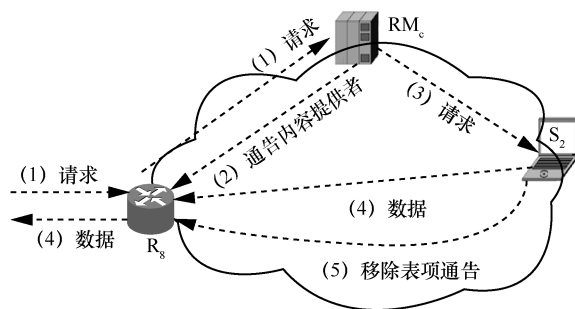 RMc
(1) 请求
(2) 通告内容提供者
(3) 请求
S2
(1) 请求
(4) 数据
(4) 数据
R8
(5) 移除表项通告